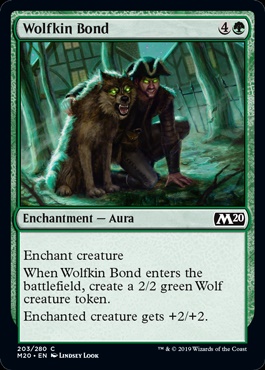 Wolfkin Bond 4
Enchantment — Aura
M20
Enchant creature
When Wolfkin Bond enters the
battlefield, create a 2/2 green Wolf
creature token.
Enchanted creature gets +2/+2.
203/280 C
M20 • EN LINDSEY LOOK
™ & © 2019 Wizards of the Coast